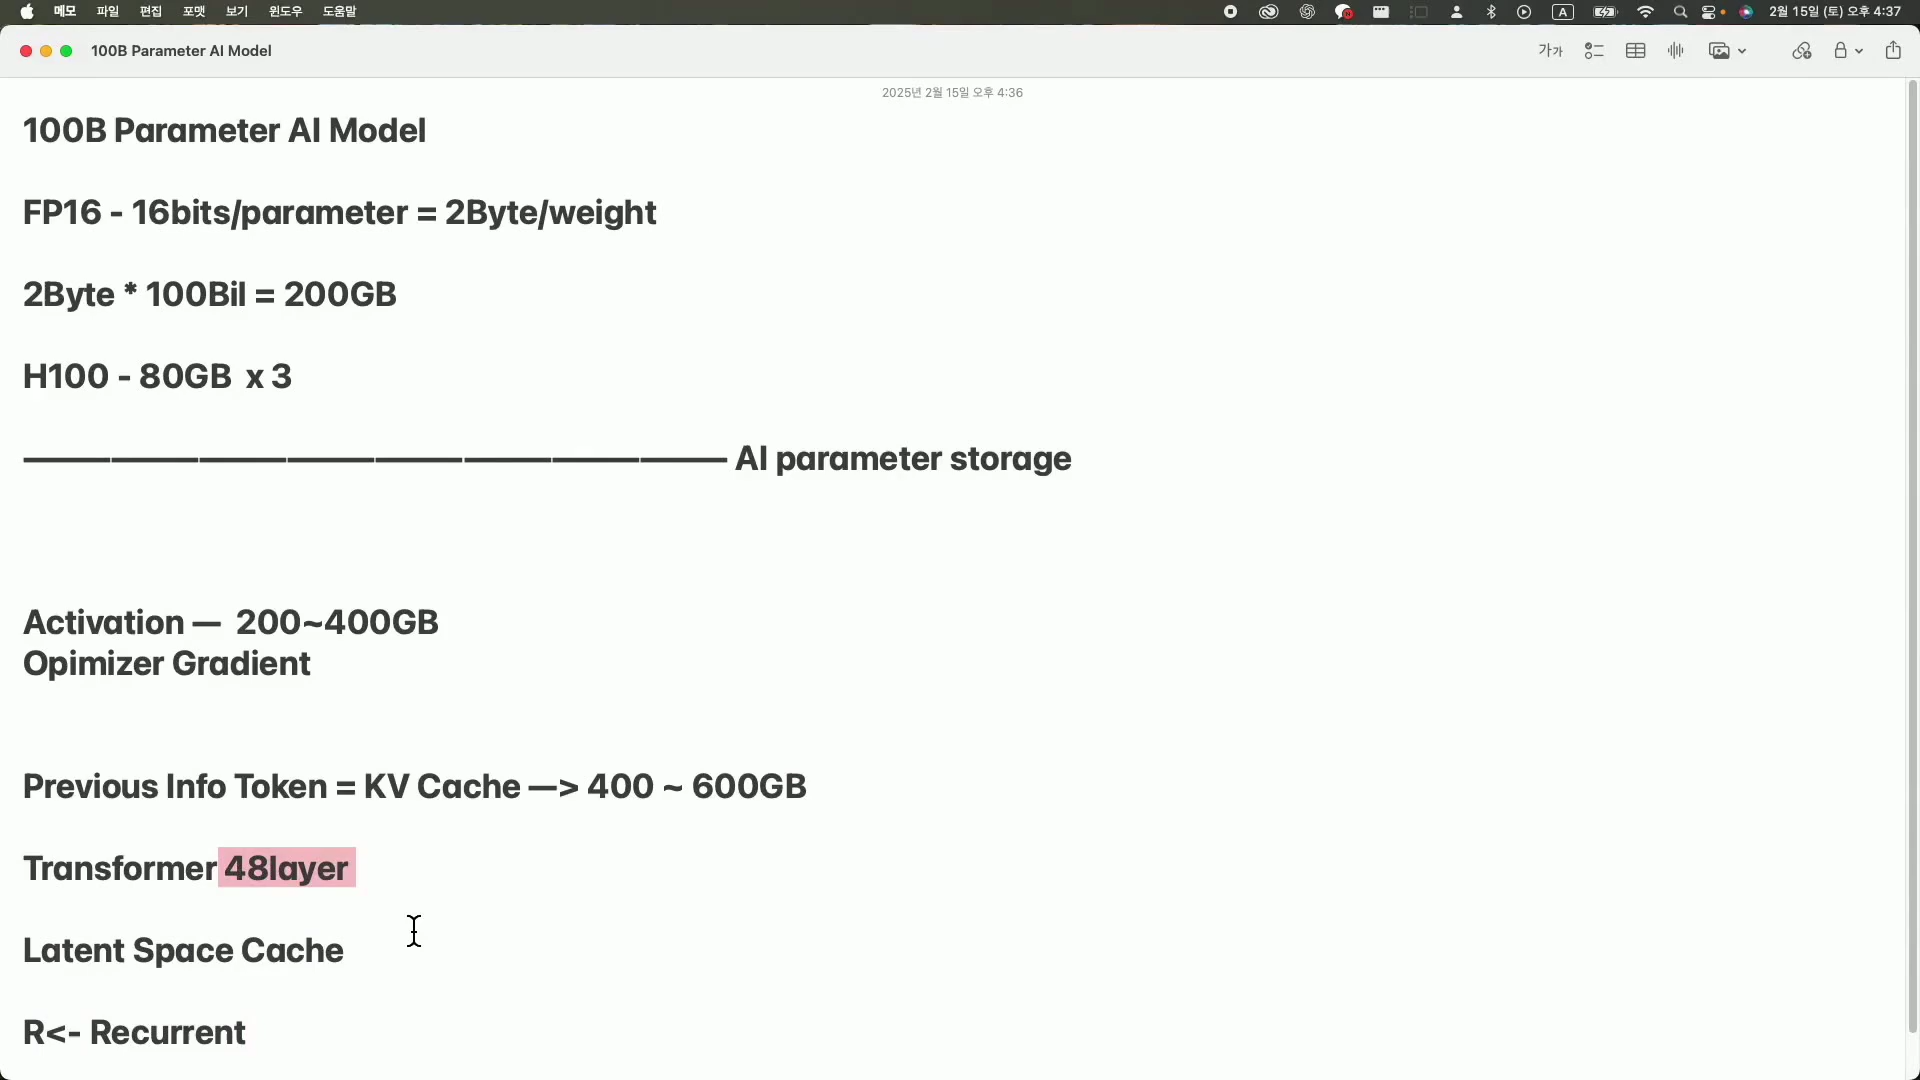 메모 파일 편집 포맷 보기 윈도우 도움말 A 2월 15일 (토) 오후 4:37
100B Parameter AI Model 가가
2025년 2월 15일 오후 4:36
100B Parameter AI Model
FP16 - 16bits/parameter = 2Byte/weight
2Byte * 100Bil = 200GB
H100 - 80GB  x 3
———————————————————————— AI parameter storage
Activation —  200~400GB
Opimizer Gradient
Previous Info Token = KV Cache —> 400 ~ 600GB
Transformer 48layer
Latent Space Cache
R<- Recurrent